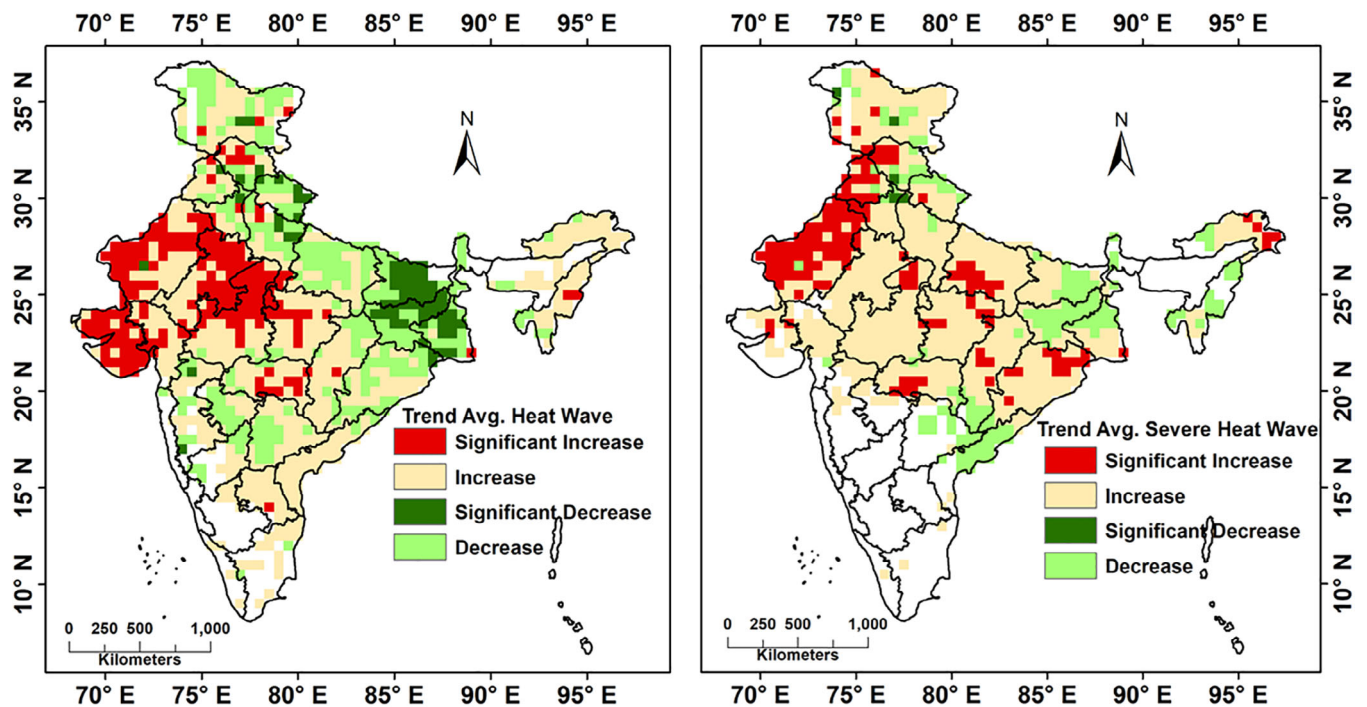 70° E 75° E 80° E 85° E 90° E 95° E
35° N
30° N
25° N
20° N
15° N
10° N
N
Trend Avg. Heat Wave
Significant Increase
Increase
Significant Decrease
Decrease
0 250 500 1,000
Kilometers
70° E 75° E 80° E 85° E 90° E 95° E
70° E 75° E 80° E 85° E 90° E 95° E
N
Trend Avg. Severe Heat Wave
Significant Increase
Increase
Significant Decrease
Decrease
0 250 500 1,000
Kilometers
35° N
30° N
25° N
20° N
15° N
10° N
70° E 75° E 80° E 85° E 90° E 95° E